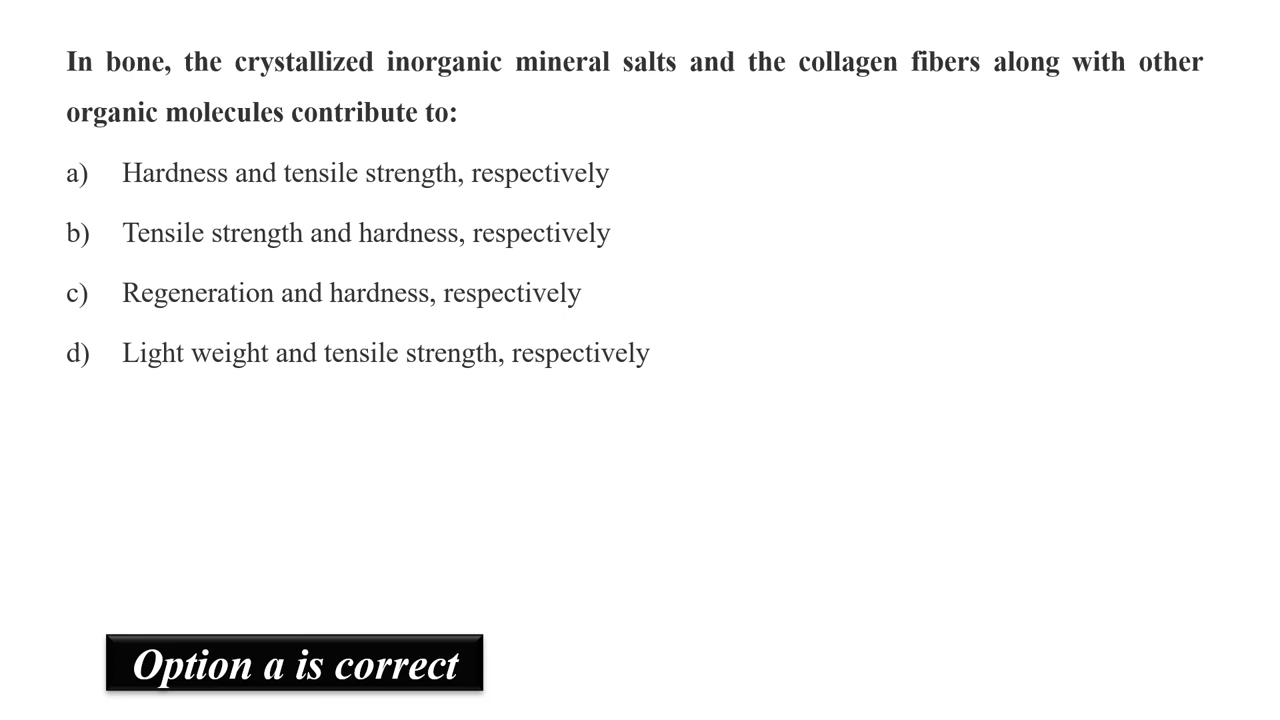 In bone, the crystallized inorganic mineral salts and the collagen fibers along with other
organic molecules contribute to:
a) Hardness and tensile strength, respectively
b) Tensile strength and hardness, respectively
c) Regeneration and hardness, respectively
d) Light weight and tensile strength, respectively
Option a is correct